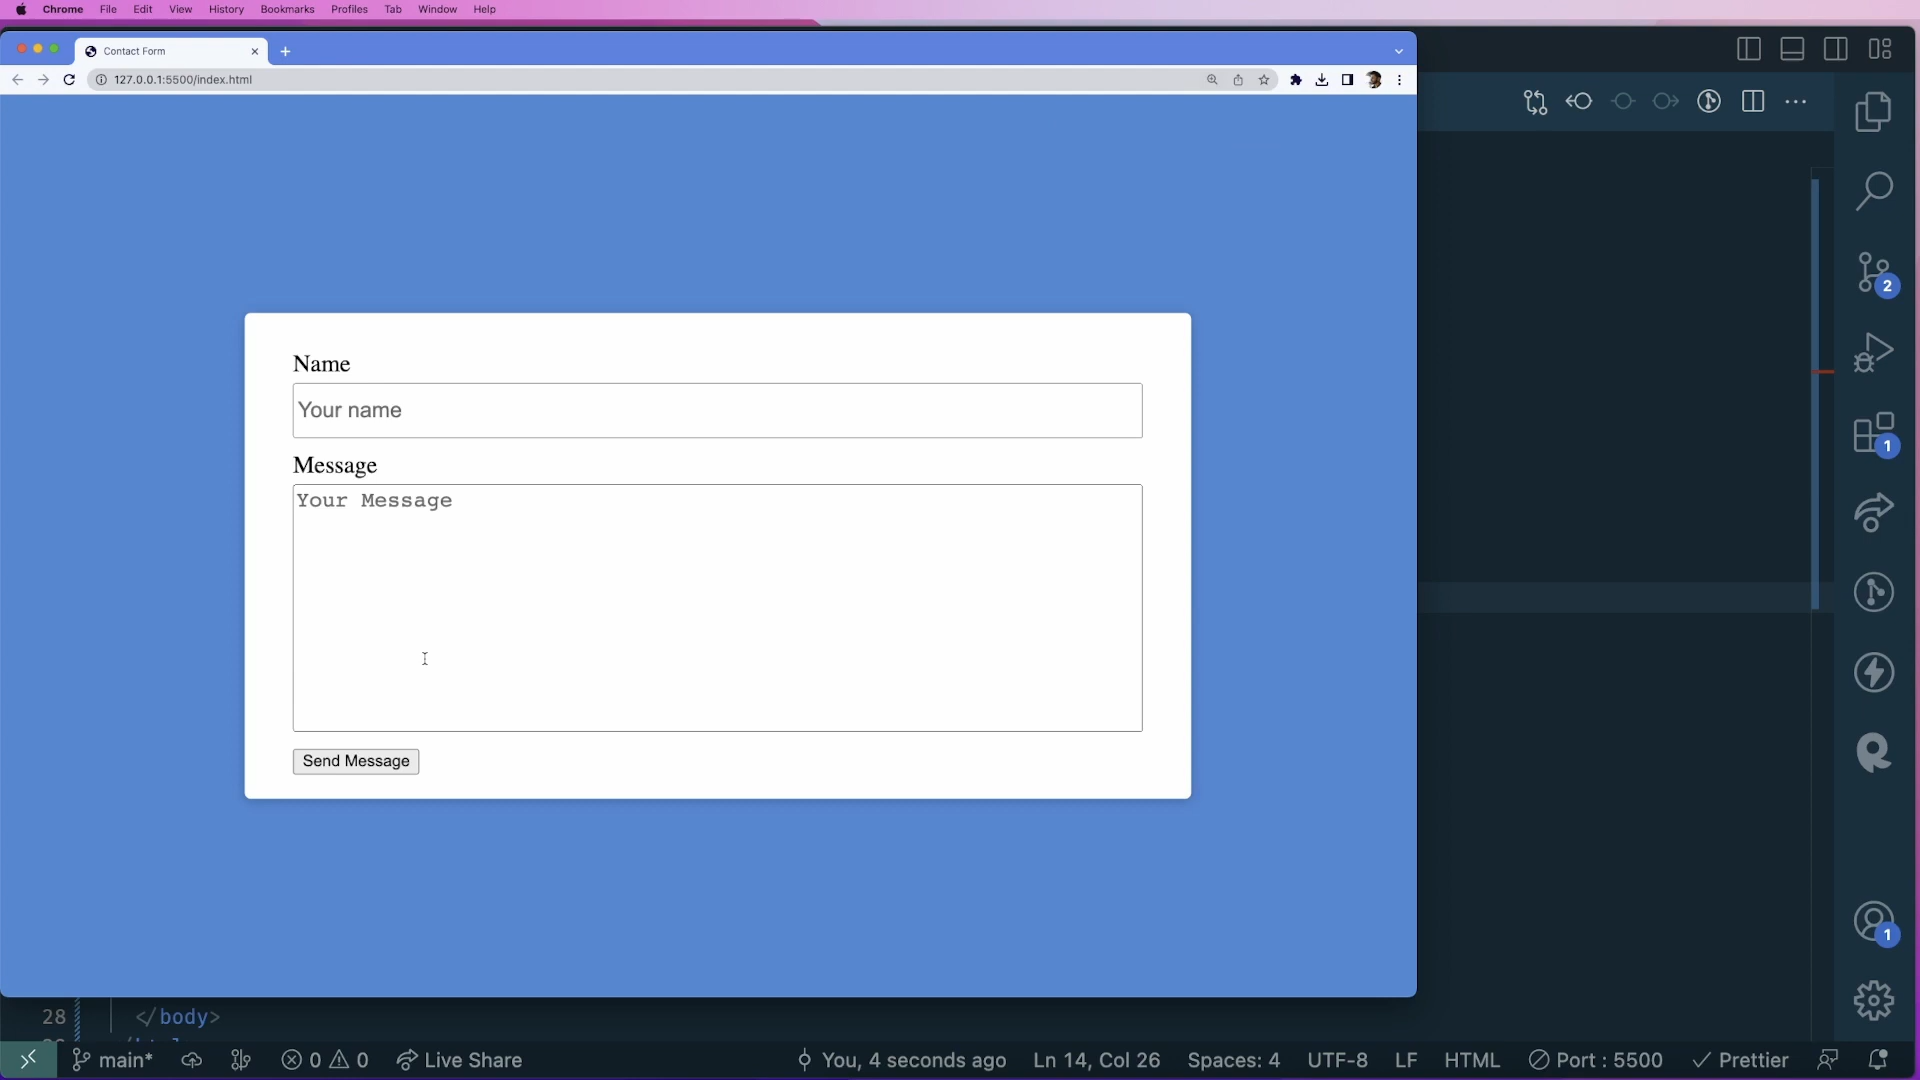 Chrome File Edit View History Bookmarks Profiles Tab Window Help
Contact Form
127.0.0.1:5500/index.html
Name
Your name
Message
Your Message
Send Message
2
1
1
28 </body>
main* 0 0 Live Share You, 4 seconds ago Ln 14, Col 26 Spaces: 4 UTF-8 LF HTML Port : 5500 Prettier